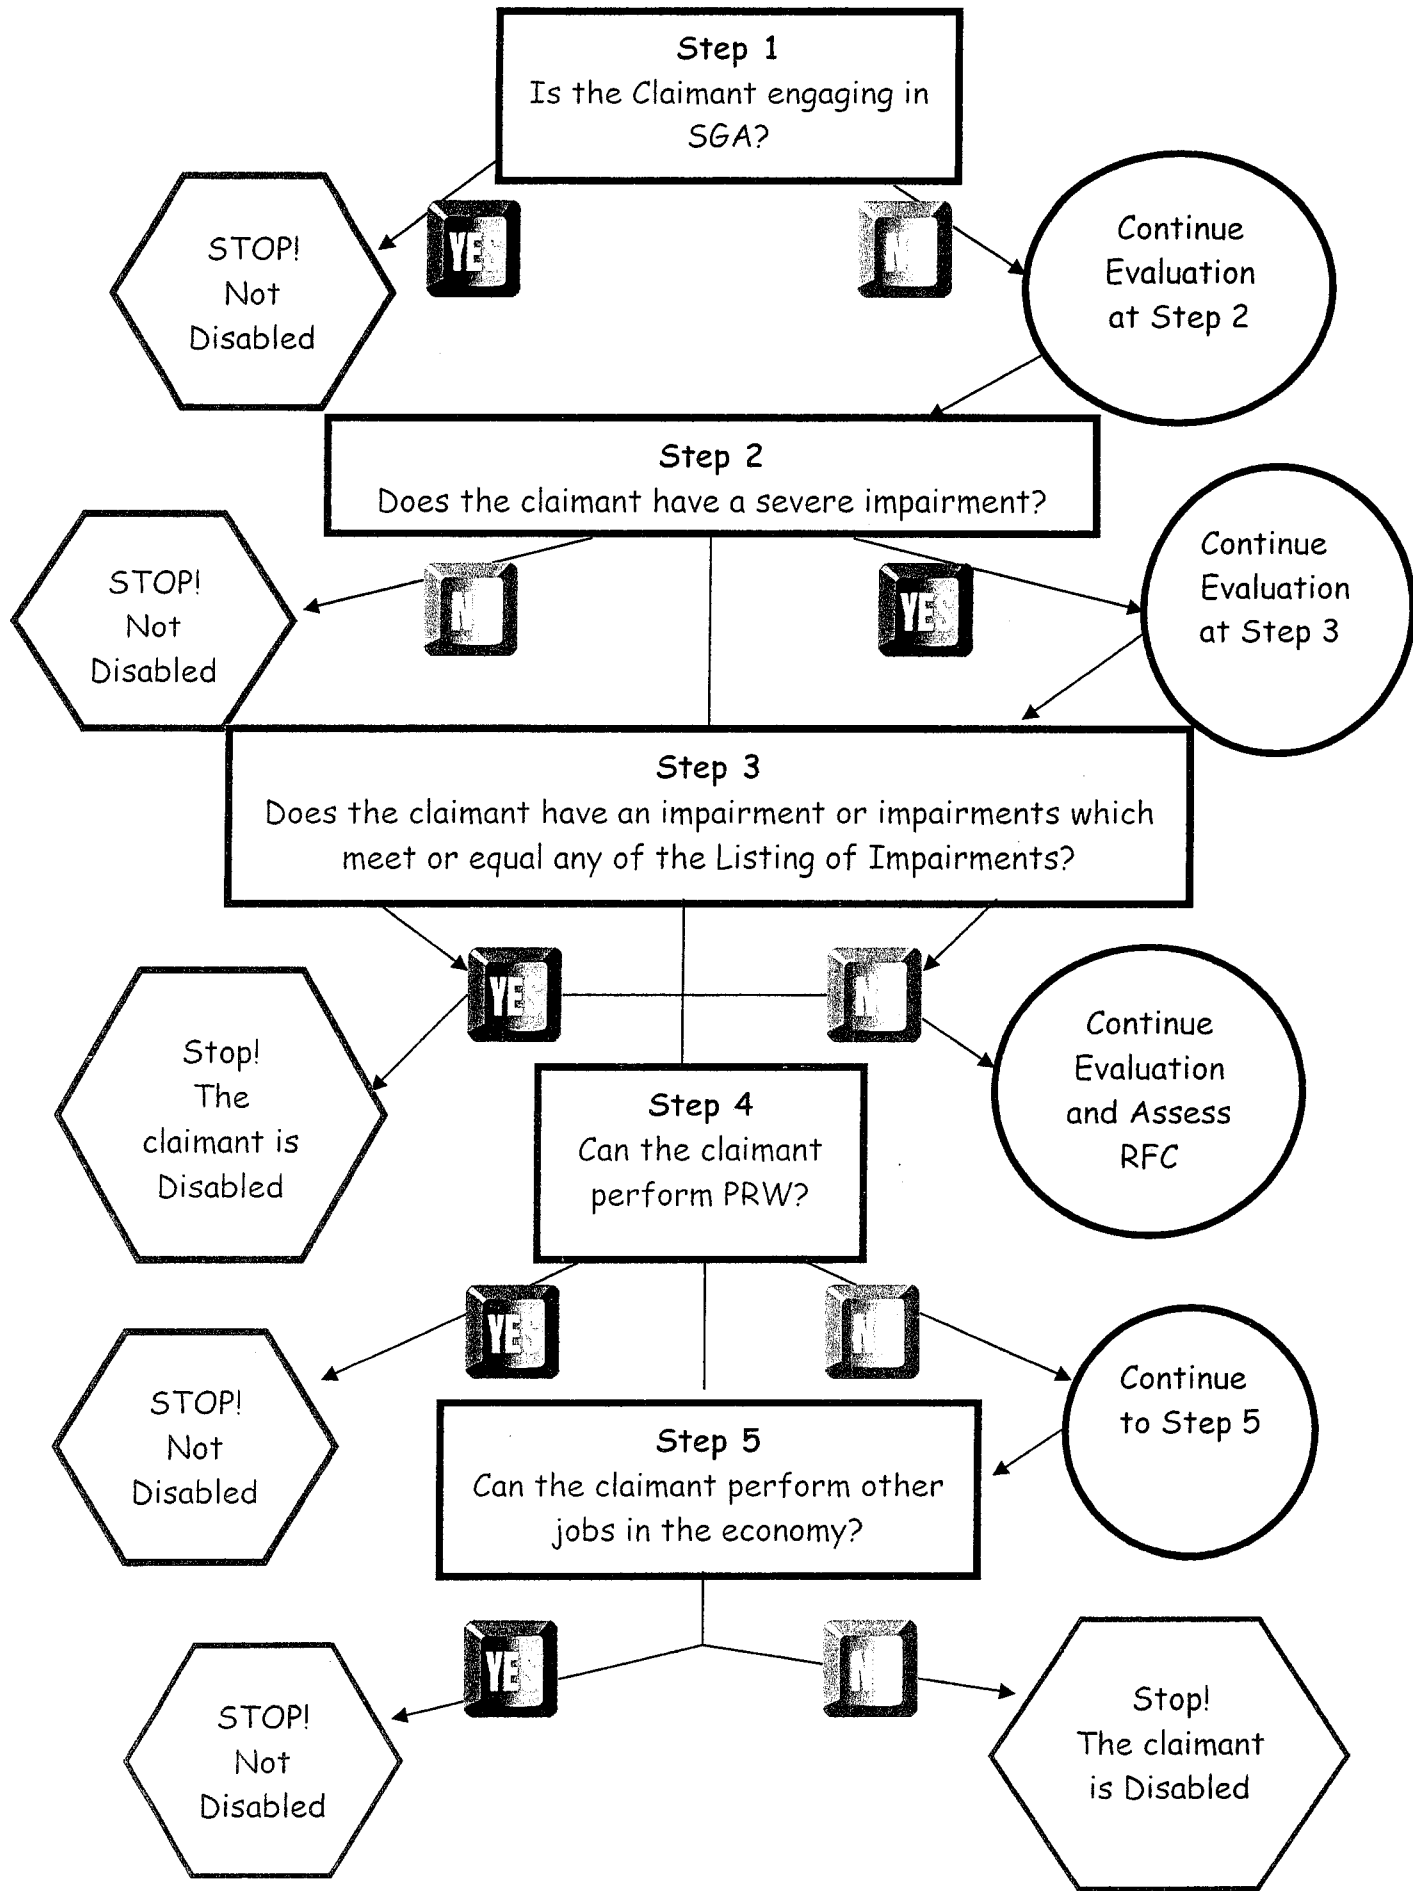 Step 1
Is the Claimant engaging in
SGA?
STOP!
Not
Disabled
YES
N
Continue
Evaluation
at Step 2
Step 2
Does the claimant have a severe impairment?
STOP!
Not
Disabled
N
YES
Continue
Evaluation
at Step 3
Step 3
Does the claimant have an impairment or impairments which
meet or equal any of the Listing of Impairments?
YES
N
Stop!
The
claimant is
Disabled
Continue
Evaluation
and Assess
RFC
Step 4
Can the claimant
perform PRW?
YES
N
STOP!
Not
Disabled
Continue
to Step 5
Step 5
Can the claimant perform other
jobs in the economy?
YES
N
STOP!
Not
Disabled
Stop!
The claimant
is Disabled